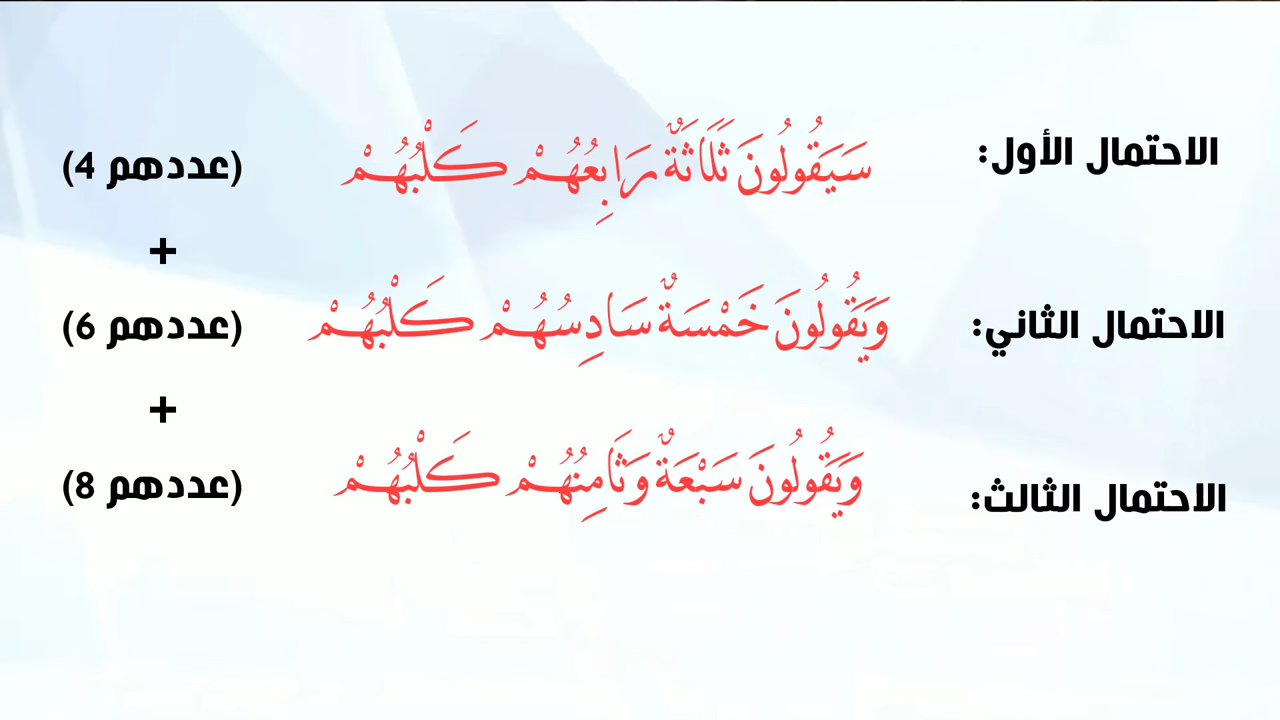 الاحتمال الأول: سَيَقُولُونَ ثَلَاثَةٌ رَابِعُهُمْ كَلْبُهُمْ (عددهم 4)
+
الاحتمال الثاني: وَيَقُولُونَ خَمْسَةٌ سَادِسُهُمْ كَلْبُهُمْ (عددهم 6)
+
الاحتمال الثالث: وَيَقُولُونَ سَبْعَةٌ وَثَامِنُهُمْ كَلْبُهُمْ (عددهم 8)